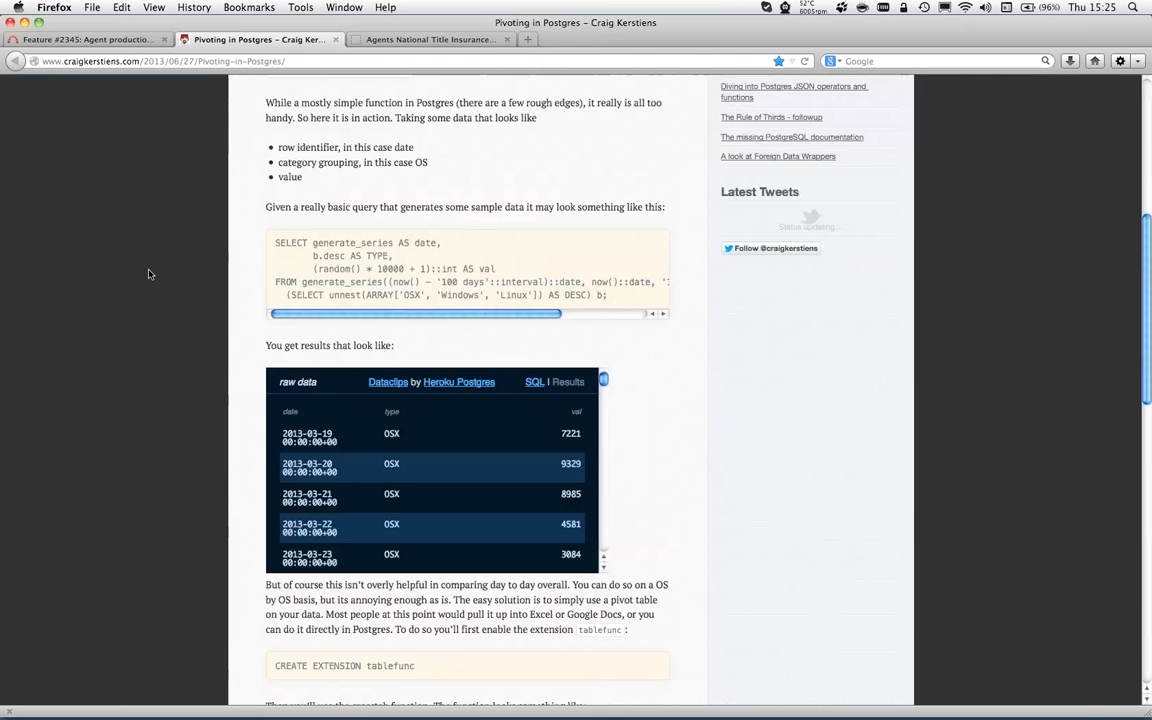 Firefox File Edit View History Bookmarks Tools Window Help
52°C
6005rpm
(96%) Thu 15:25
Pivoting in Postgres - Craig Kerstiens
Feature #2345: Agent productio...
Pivoting in Postgres - Craig Ker...
Agents National Title Insurance...
www.craigkerstiens.com/2013/06/27/Pivoting-in-Postgres/
Google
While a mostly simple function in Postgres (there are a few rough edges), it really is all too
handy. So here it is in action. Taking some data that looks like
row identifier, in this case date
category grouping, in this case OS
value
Given a really basic query that generates some sample data it may look something like this:
SELECT generate_series AS date,
b.desc AS TYPE,
(random() * 10000 + 1)::int AS val
FROM generate_series((now() - '100 days'::interval)::date, now()::date, '1
(SELECT unnest(ARRAY['OSX', 'Windows', 'Linux']) AS DESC) b;
You get results that look like:
raw data Dataclips by Heroku Postgres SQL | Results
date type val
2013-03-19
00:00:00+00 OSX 7221
2013-03-20
00:00:00+00 OSX 9329
2013-03-21
00:00:00+00 OSX 8985
2013-03-22
00:00:00+00 OSX 4581
2013-03-23
00:00:00+00 OSX 3084
But of course this isn't overly helpful in comparing day to day overall. You can do so on a OS
by OS basis, but its annoying enough as is. The easy solution is to simply use a pivot table
on your data. Most people at this point would pull it up into Excel or Google Docs, or you
can do it directly in Postgres. To do so you'll first enable the extension tablefunc :
CREATE EXTENSION tablefunc
Diving into Postgres JSON operators and
functions
The Rule of Thirds - followup
The missing PostgreSQL documentation
A look at Foreign Data Wrappers
Latest Tweets
Status updating...
Follow @craigkerstiens